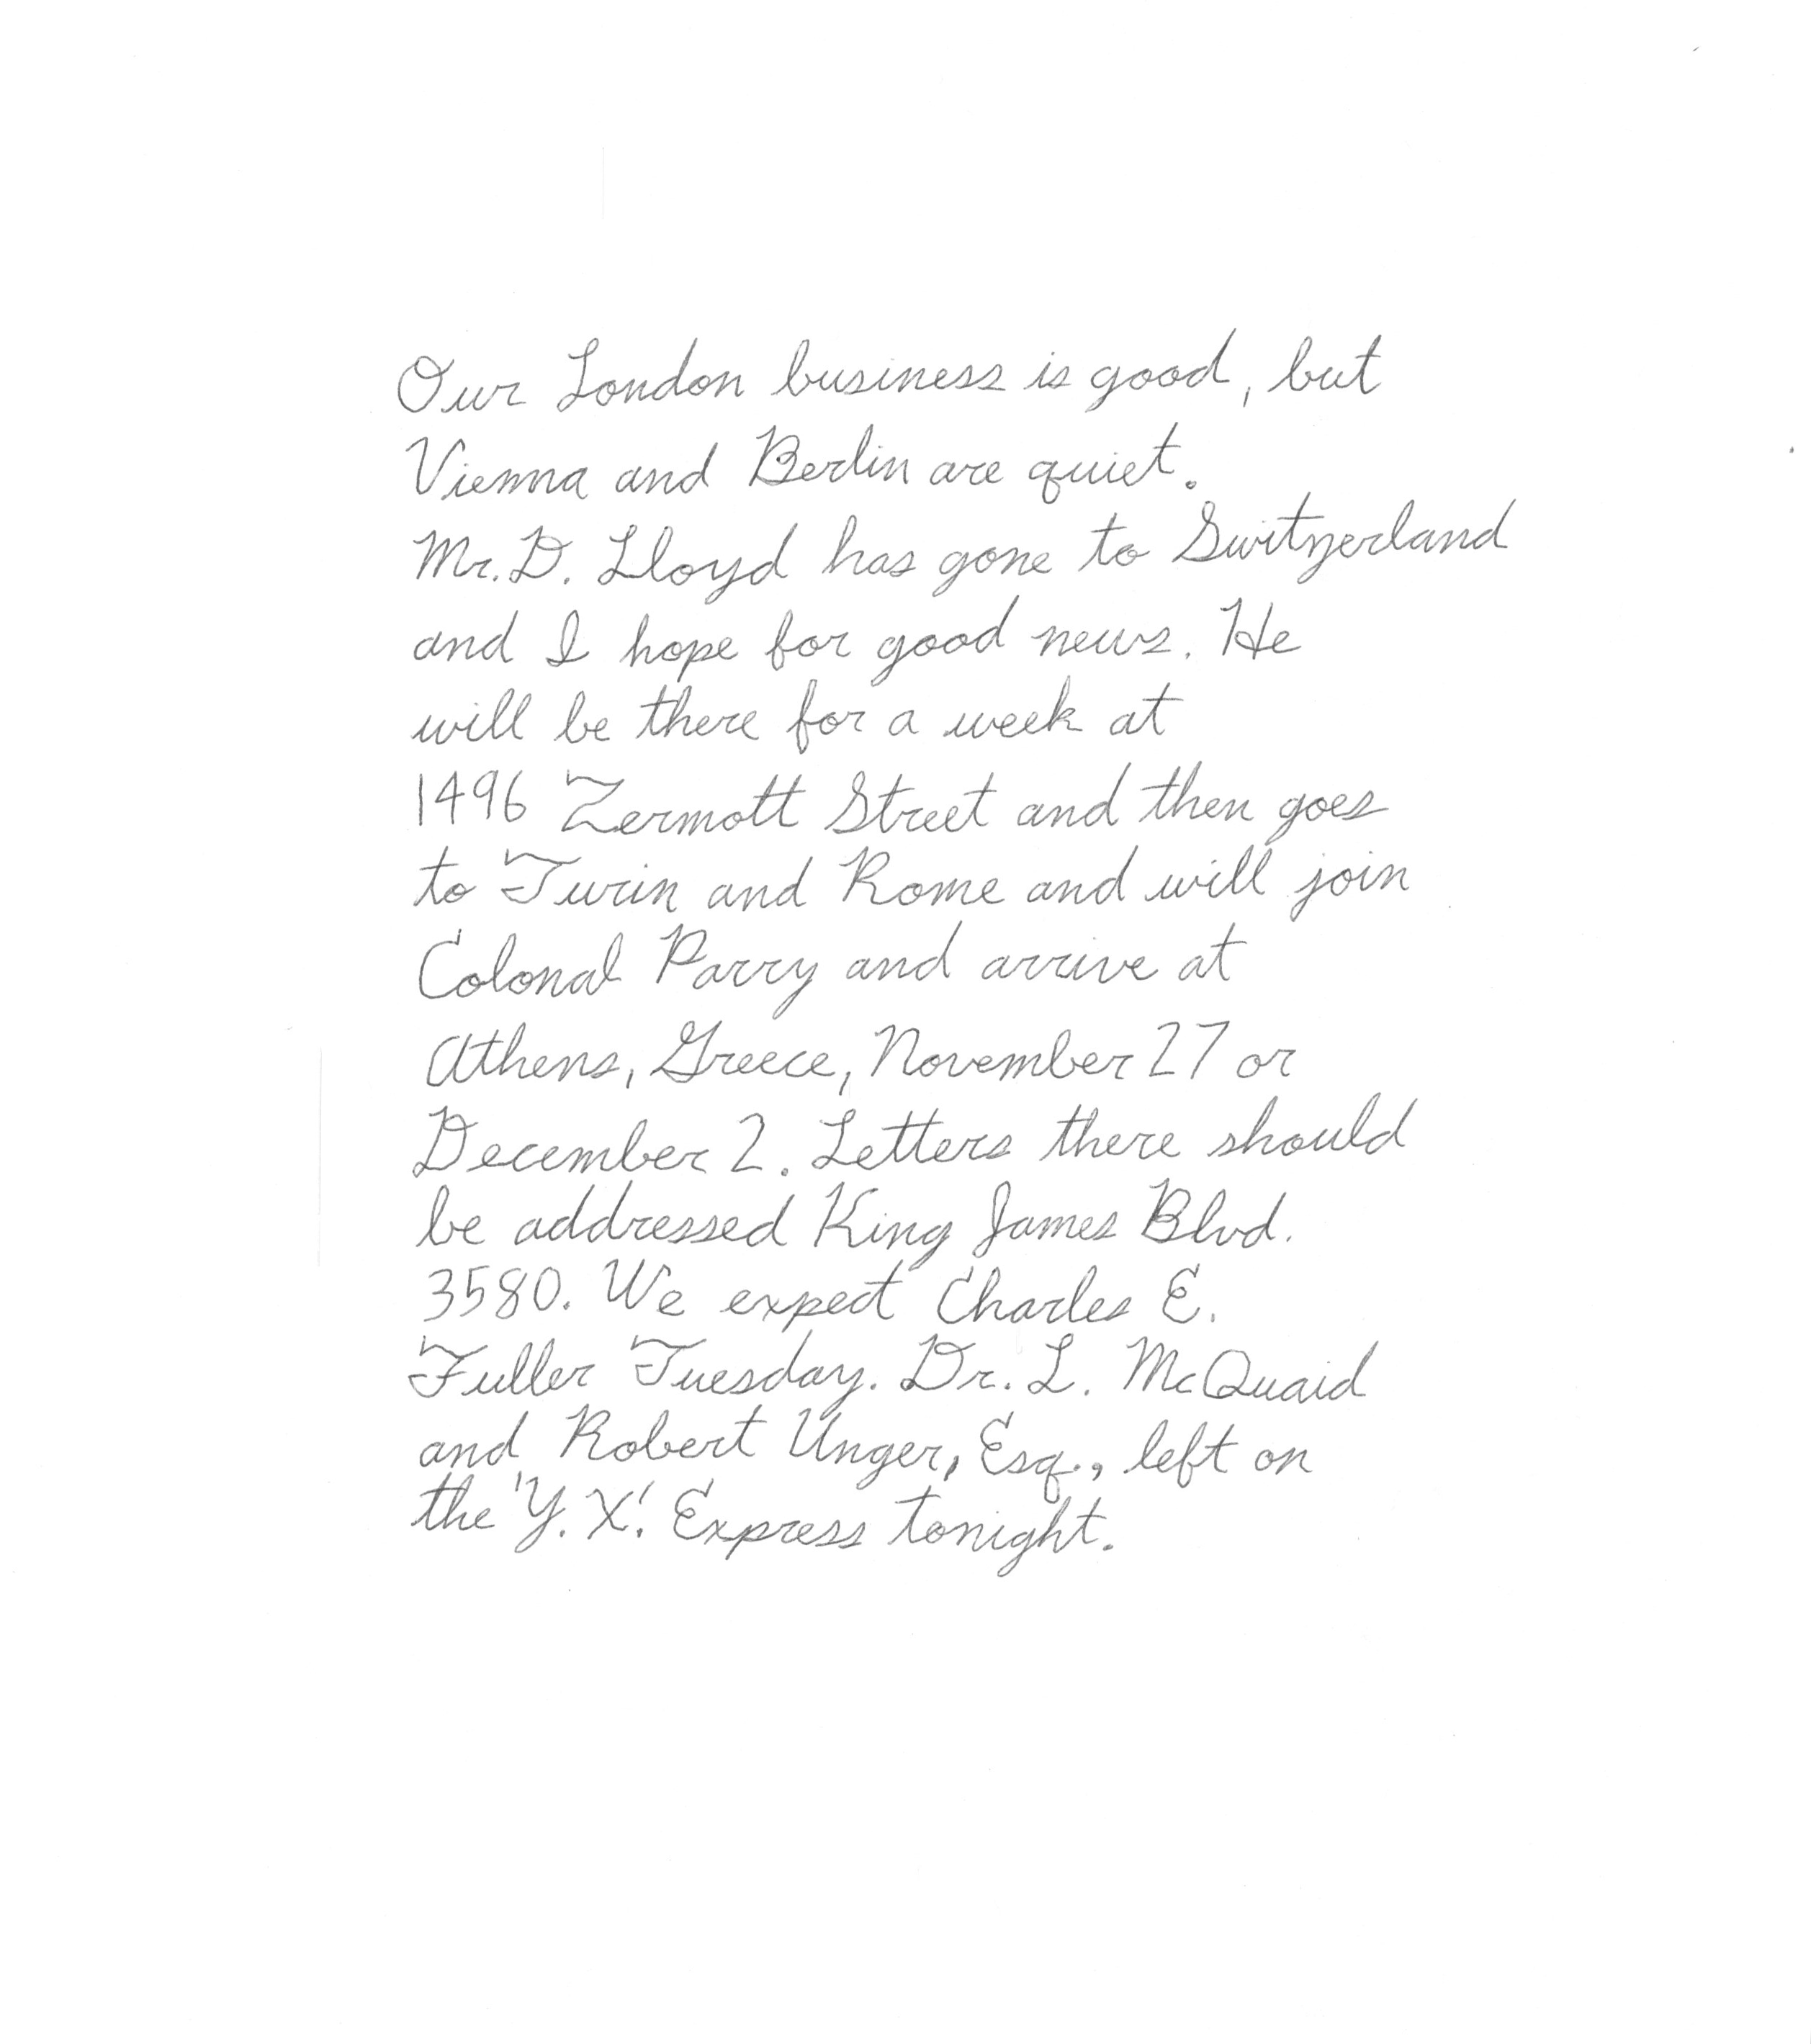 Our London business is good, but
Vienna and Berlin are quiet.
Mr. D. Lloyd has gone to Switzerland
and I hope for good news. He
will be there for a week at
1496 Zermott Street and then goes
to Turin and Rome and will join
Colonal Parry and arrive at
Athens, Greece, November 27 or
December 2. Letters there should
be addressed King James Blvd.
3580. We expect Charles E.
Fuller Tuesday. Dr. L. McQuaid
and Robert Unger, Esq., left on
the 'Y. X.' Express tonight.